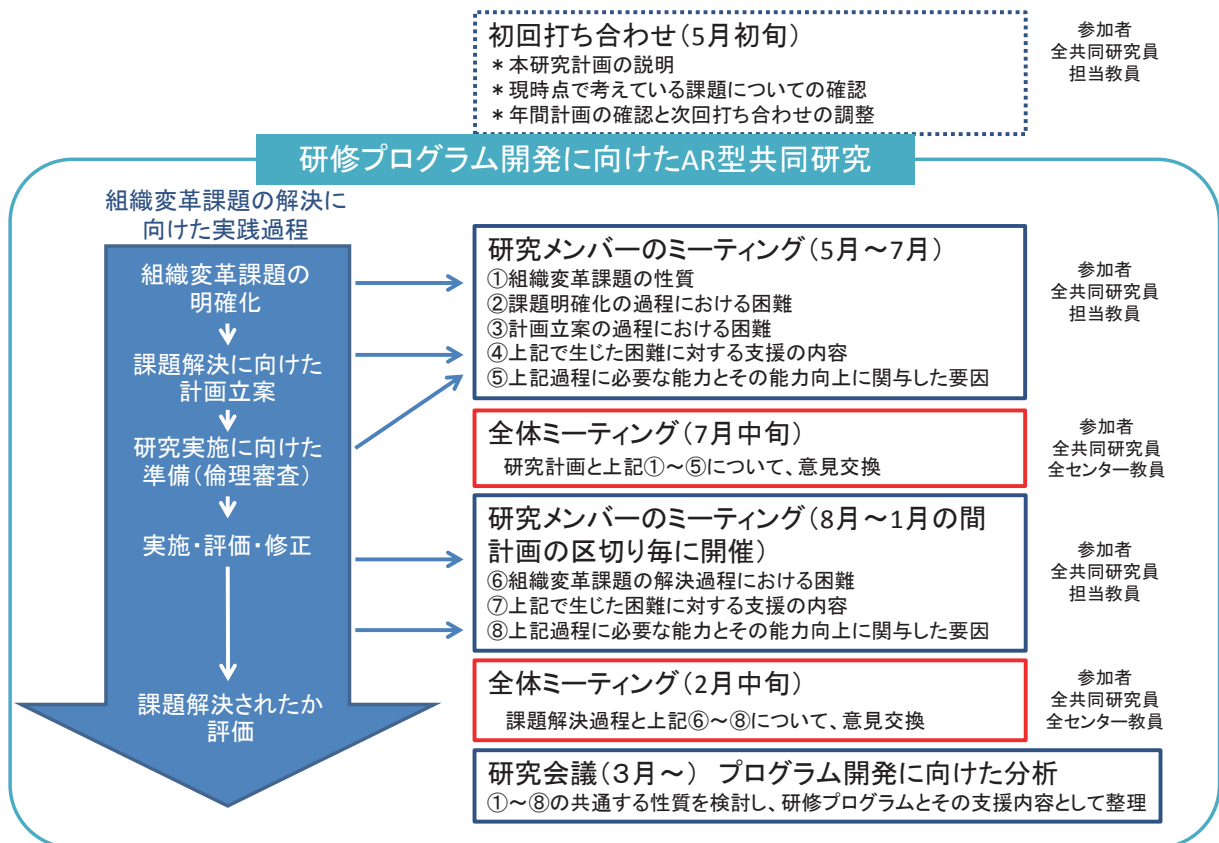 初回打ち合わせ(5月初旬)
＊本研究計画の説明
＊現時点で考えている課題についての確認
＊年間計画の確認と次回打ち合わせの調整
参加者
全共同研究員
担当教員
研修プログラム開発に向けたAR型共同研究
組織変革課題の解決に
向けた実践過程
組織変革課題の
明確化
課題解決に向けた
計画立案
研究実施に向けた
準備(倫理審査)
実施・評価・修正
課題解決されたか
評価
研究メンバーのミーティング(5月～7月)
①組織変革課題の性質
②課題明確化の過程における困難
③計画立案の過程における困難
④上記で生じた困難に対する支援の内容
⑤上記過程に必要な能力とその能力向上に関与した要因
参加者
全共同研究員
担当教員
全体ミーティング(7月中旬)
研究計画と上記①～⑤について、意見交換
参加者
全共同研究員
全センター教員
研究メンバーのミーティング(8月～1月の間
計画の区切り毎に開催)
⑥組織変革課題の解決過程における困難
⑦上記で生じた困難に対する支援の内容
⑧上記過程に必要な能力とその能力向上に関与した要因
参加者
全共同研究員
担当教員
全体ミーティング(2月中旬)
課題解決過程と上記⑥～⑧について、意見交換
参加者
全共同研究員
全センター教員
研究会議(３月～) プログラム開発に向けた分析
①～⑧の共通する性質を検討し、研修プログラムとその支援内容として整理